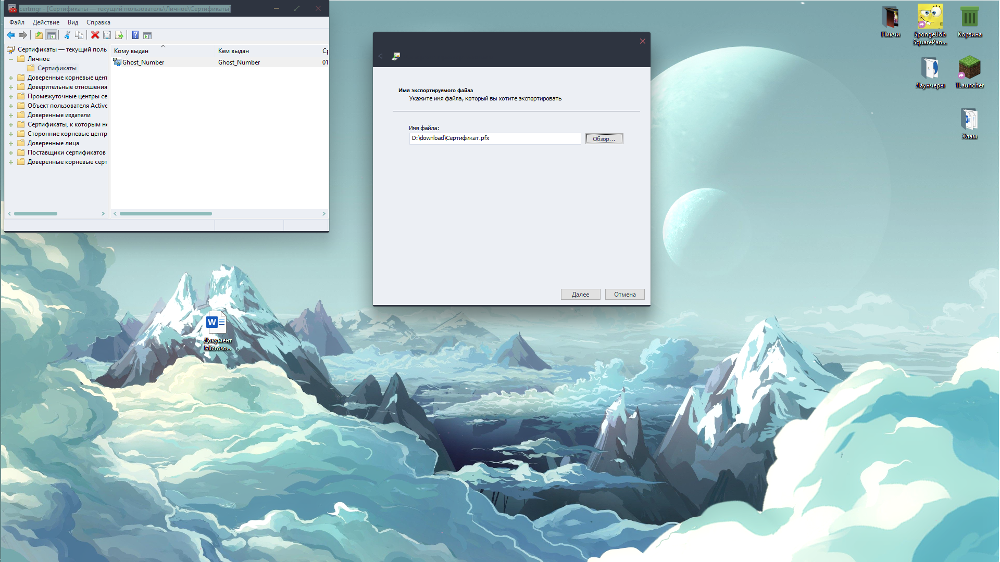 certmgr - [Сертификаты — текущий пользователь\Личное\Сертификаты]
Файл Действие Вид Справка
Сертификаты — текущий поль
Личное
Сертификаты
Доверенные корневые цент
Доверительные отношения
Промежуточные центры се
Объект пользователя Active
Доверенные издатели
Сертификаты, к которым не
Сторонние корневые центр
Доверенные лица
Поставщики сертификатов
Доверенные корневые серт
Кому выдан Кем выдан Ср
Ghost_Number Ghost_Number 01
Имя экспортируемого файла
Укажите имя файла, который вы хотите экспортировать
Имя файла:
D:\download\Сертификат.pfx Обзор...
Далее Отмена
Пикчи
SpongeBob
SquarePan...
Корзина
Лаунчеры
TLauncher
Хлам
W
Документ
Microso...